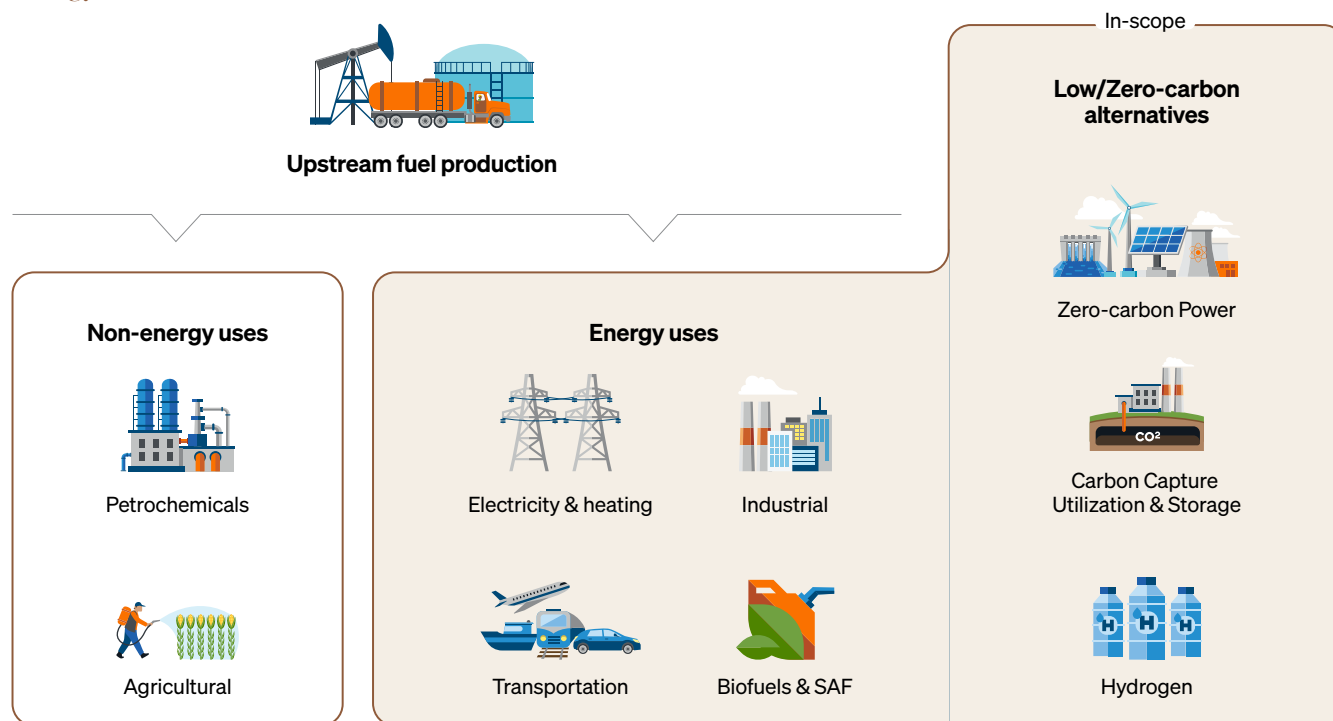 In-scope
Low/Zero-carbon
alternatives
Upstream fuel production
Zero-carbon Power
Non-energy uses
Energy uses
CO²
Petrochemicals
Electricity & heating
Industrial
Carbon Capture
Utilization & Storage
H
H
H
Agricultural
Transportation
Biofuels & SAF
Hydrogen